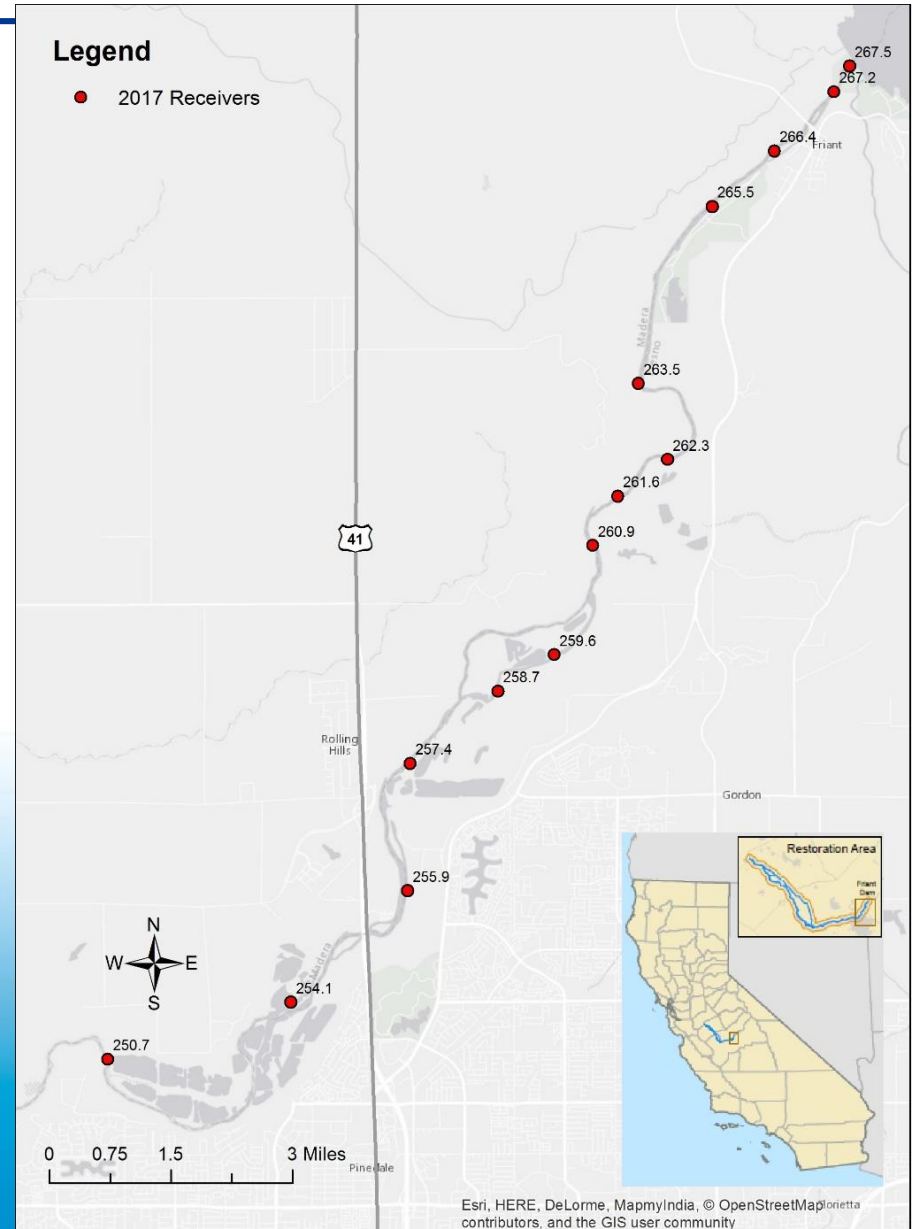 Legend
2017 Receivers
267.5
267.2
266.4
Friant
265.5
Madera
263.5
262.3
261.6
41
260.9
259.6
258.7
Rolling
Hills
257.4
Gordon
Restoration Area
Friant
Dam
255.9
N
W E
S
Madera
254.1
250.7
0 0.75 1.5 3 Miles
Pinedale
Esri, HERE, DeLorme, MapmyIndia, © OpenStreetMap
contributors, and the GIS user community